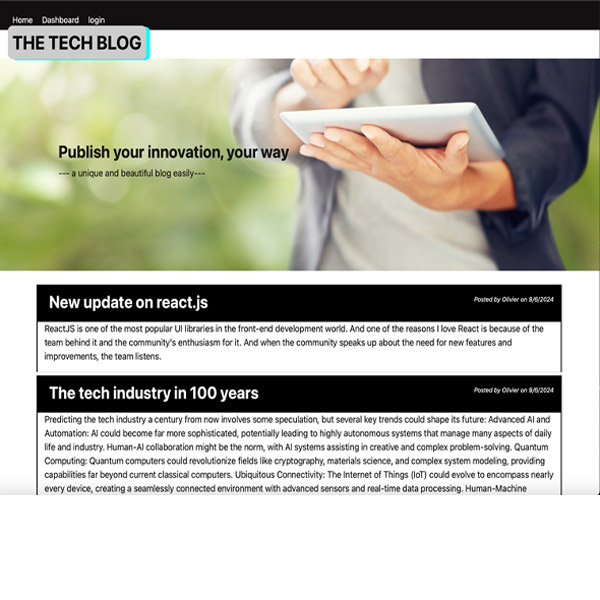 Home Dashboard login
THE TECH BLOG
Publish your innovation, your way
--- a unique and beautiful blog easily---
New update on react.js
Posted by Olivier on 9/6/2024
ReactJS is one of the most popular UI libraries in the front-end development world. And one of the reasons I love React is because of the
team behind it and the community's enthusiasm for it. And when the community speaks up about the need for new features and
improvements, the team listens.
The tech industry in 100 years
Posted by Olivier on 9/6/2024
Predicting the tech industry a century from now involves some speculation, but several key trends could shape its future: Advanced AI and
Automation: AI could become far more sophisticated, potentially leading to highly autonomous systems that manage many aspects of daily
life and industry. Human-AI collaboration might be the norm, with AI systems assisting in creative and complex problem-solving. Quantum
Computing: Quantum computers could revolutionize fields like cryptography, materials science, and complex system modeling, providing
capabilities far beyond current classical computers. Ubiquitous Connectivity: The Internet of Things (IoT) could evolve to encompass nearly
every device, creating a seamlessly connected environment with advanced sensors and real-time data processing. Human-Machine